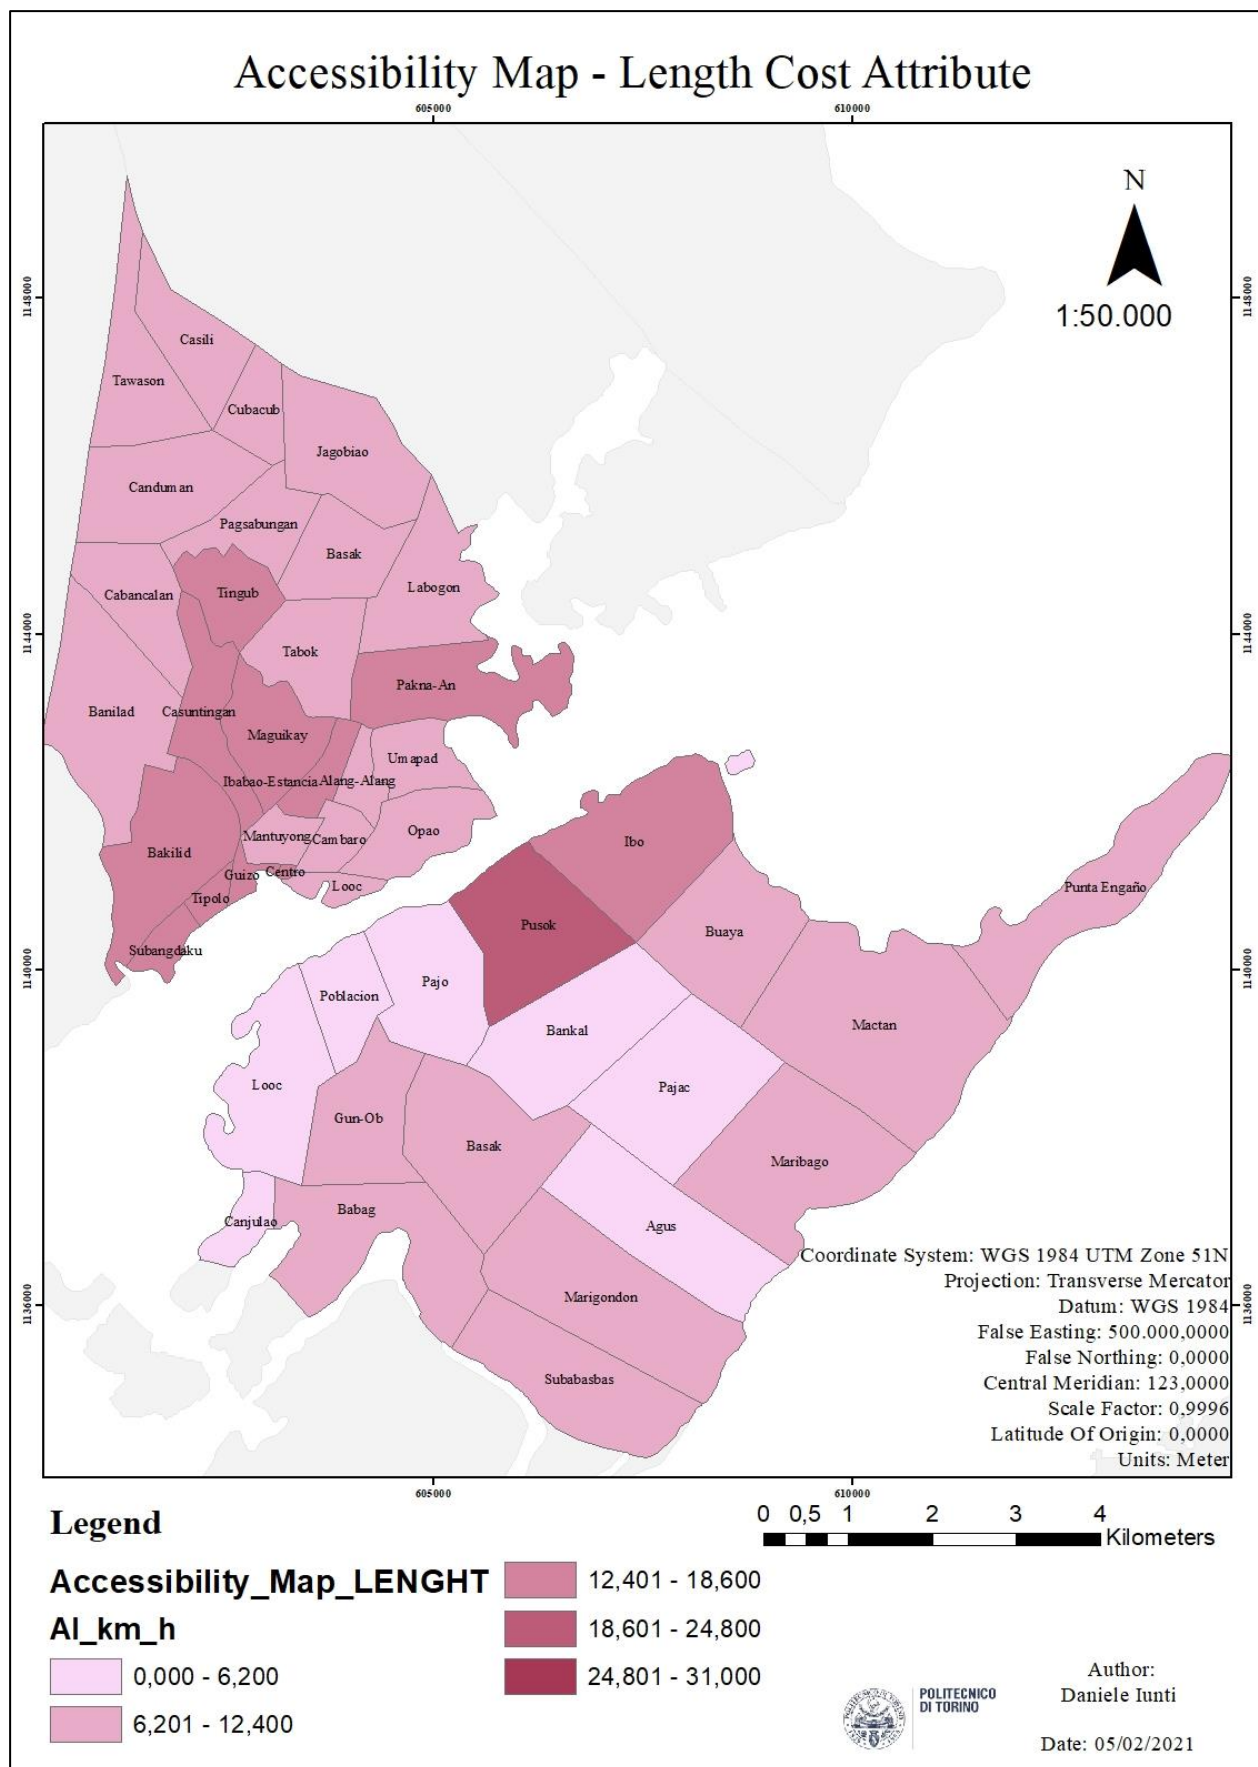 Accessibility Map - Length Cost Attribute
605000
610000
N
1:50.000
1148000
1148000
Casili
Tawason
Cubacub
Jagobiao
Canduman
Pagsabungan
Basak
Labogon
Cabancalan
Tingub
1144000
1144000
Tabok
Pakna-An
Banilad
Casuntingan
Maguikay
Umapad
Ibabao-Estancia
Alang-Alang
Mantuyong
Cambaro
Opao
Ibo
Bakilid
Guizo
Centro
Looc
Tipolo
Punta Engaño
Pusok
Buaya
Subangdaku
1140000
1140000
Pajo
Poblacion
Mactan
Bankal
Looc
Pajac
Gun-Ob
Basak
Maribago
Babag
Canjulao
Agus
Marigondon
Subabasbas
1136000
1136000
Coordinate System: WGS 1984 UTM Zone 51N
Projection: Transverse Mercator
Datum: WGS 1984
False Easting: 500.000,0000
False Northing: 0,0000
Central Meridian: 123,0000
Scale Factor: 0,9996
Latitude Of Origin: 0,0000
Units: Meter
605000
610000
0 0,5 1 2 3 4
Kilometers
Legend
Accessibility_Map_LENGHT
AI_km_h
0,000 - 6,200
6,201 - 12,400
12,401 - 18,600
18,601 - 24,800
24,801 - 31,000
POLITECNICO
DI TORINO
Author:
Daniele Iunti
Date: 05/02/2021